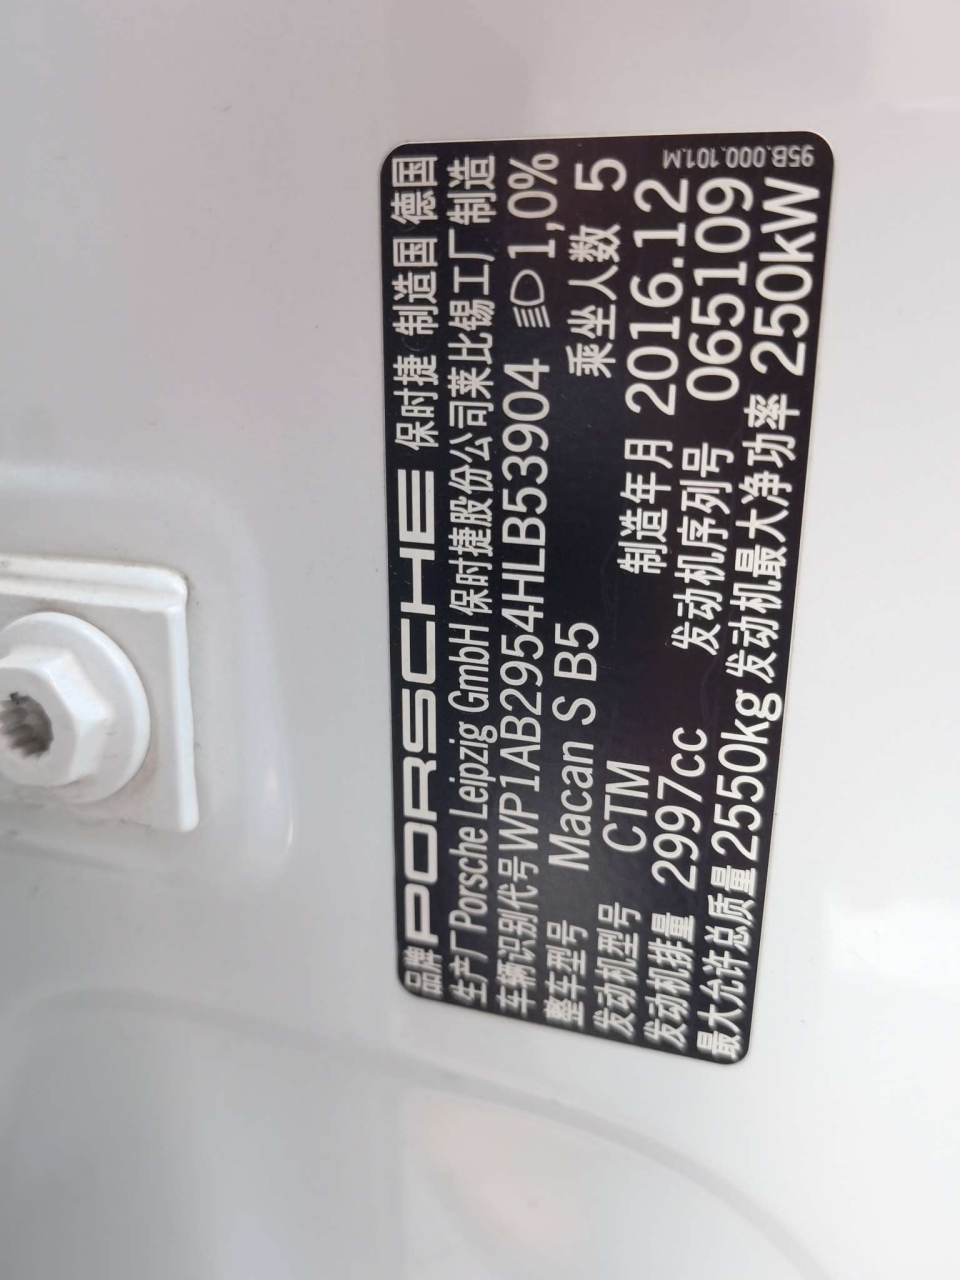 品牌 PORSCHE 保时捷 制造国 德国
生产厂 Porsche Leipzig GmbH 保时捷股份公司莱比锡工厂制造
车辆识别代号 WP1AB2954HLB53904 1,0%
整车型号 Macan S B5 乘坐人数 5
发动机型号 CTM 制造年月 2016.12
发动机排量 2997cc 发动机序列号 065109
最大允许总质量 2550kg 发动机最大净功率 250kW
95B.000.101.M